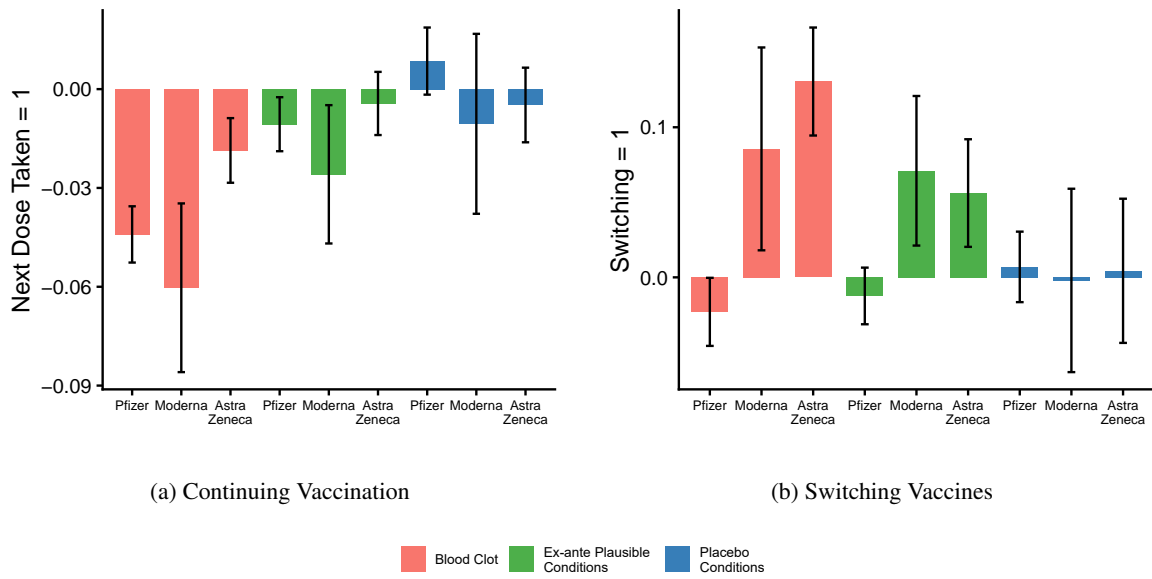 Next Dose Taken = 1
0.00
−0.03
−0.06
−0.09
Pfizer Moderna Astra Zeneca Pfizer Moderna Astra Zeneca Pfizer Moderna Astra Zeneca
(a) Continuing Vaccination
Switching = 1
0.1
0.0
Pfizer Moderna Astra Zeneca Pfizer Moderna Astra Zeneca Pfizer Moderna Astra Zeneca
(b) Switching Vaccines
Blood Clot
Ex-ante Plausible
Conditions
Placebo
Conditions